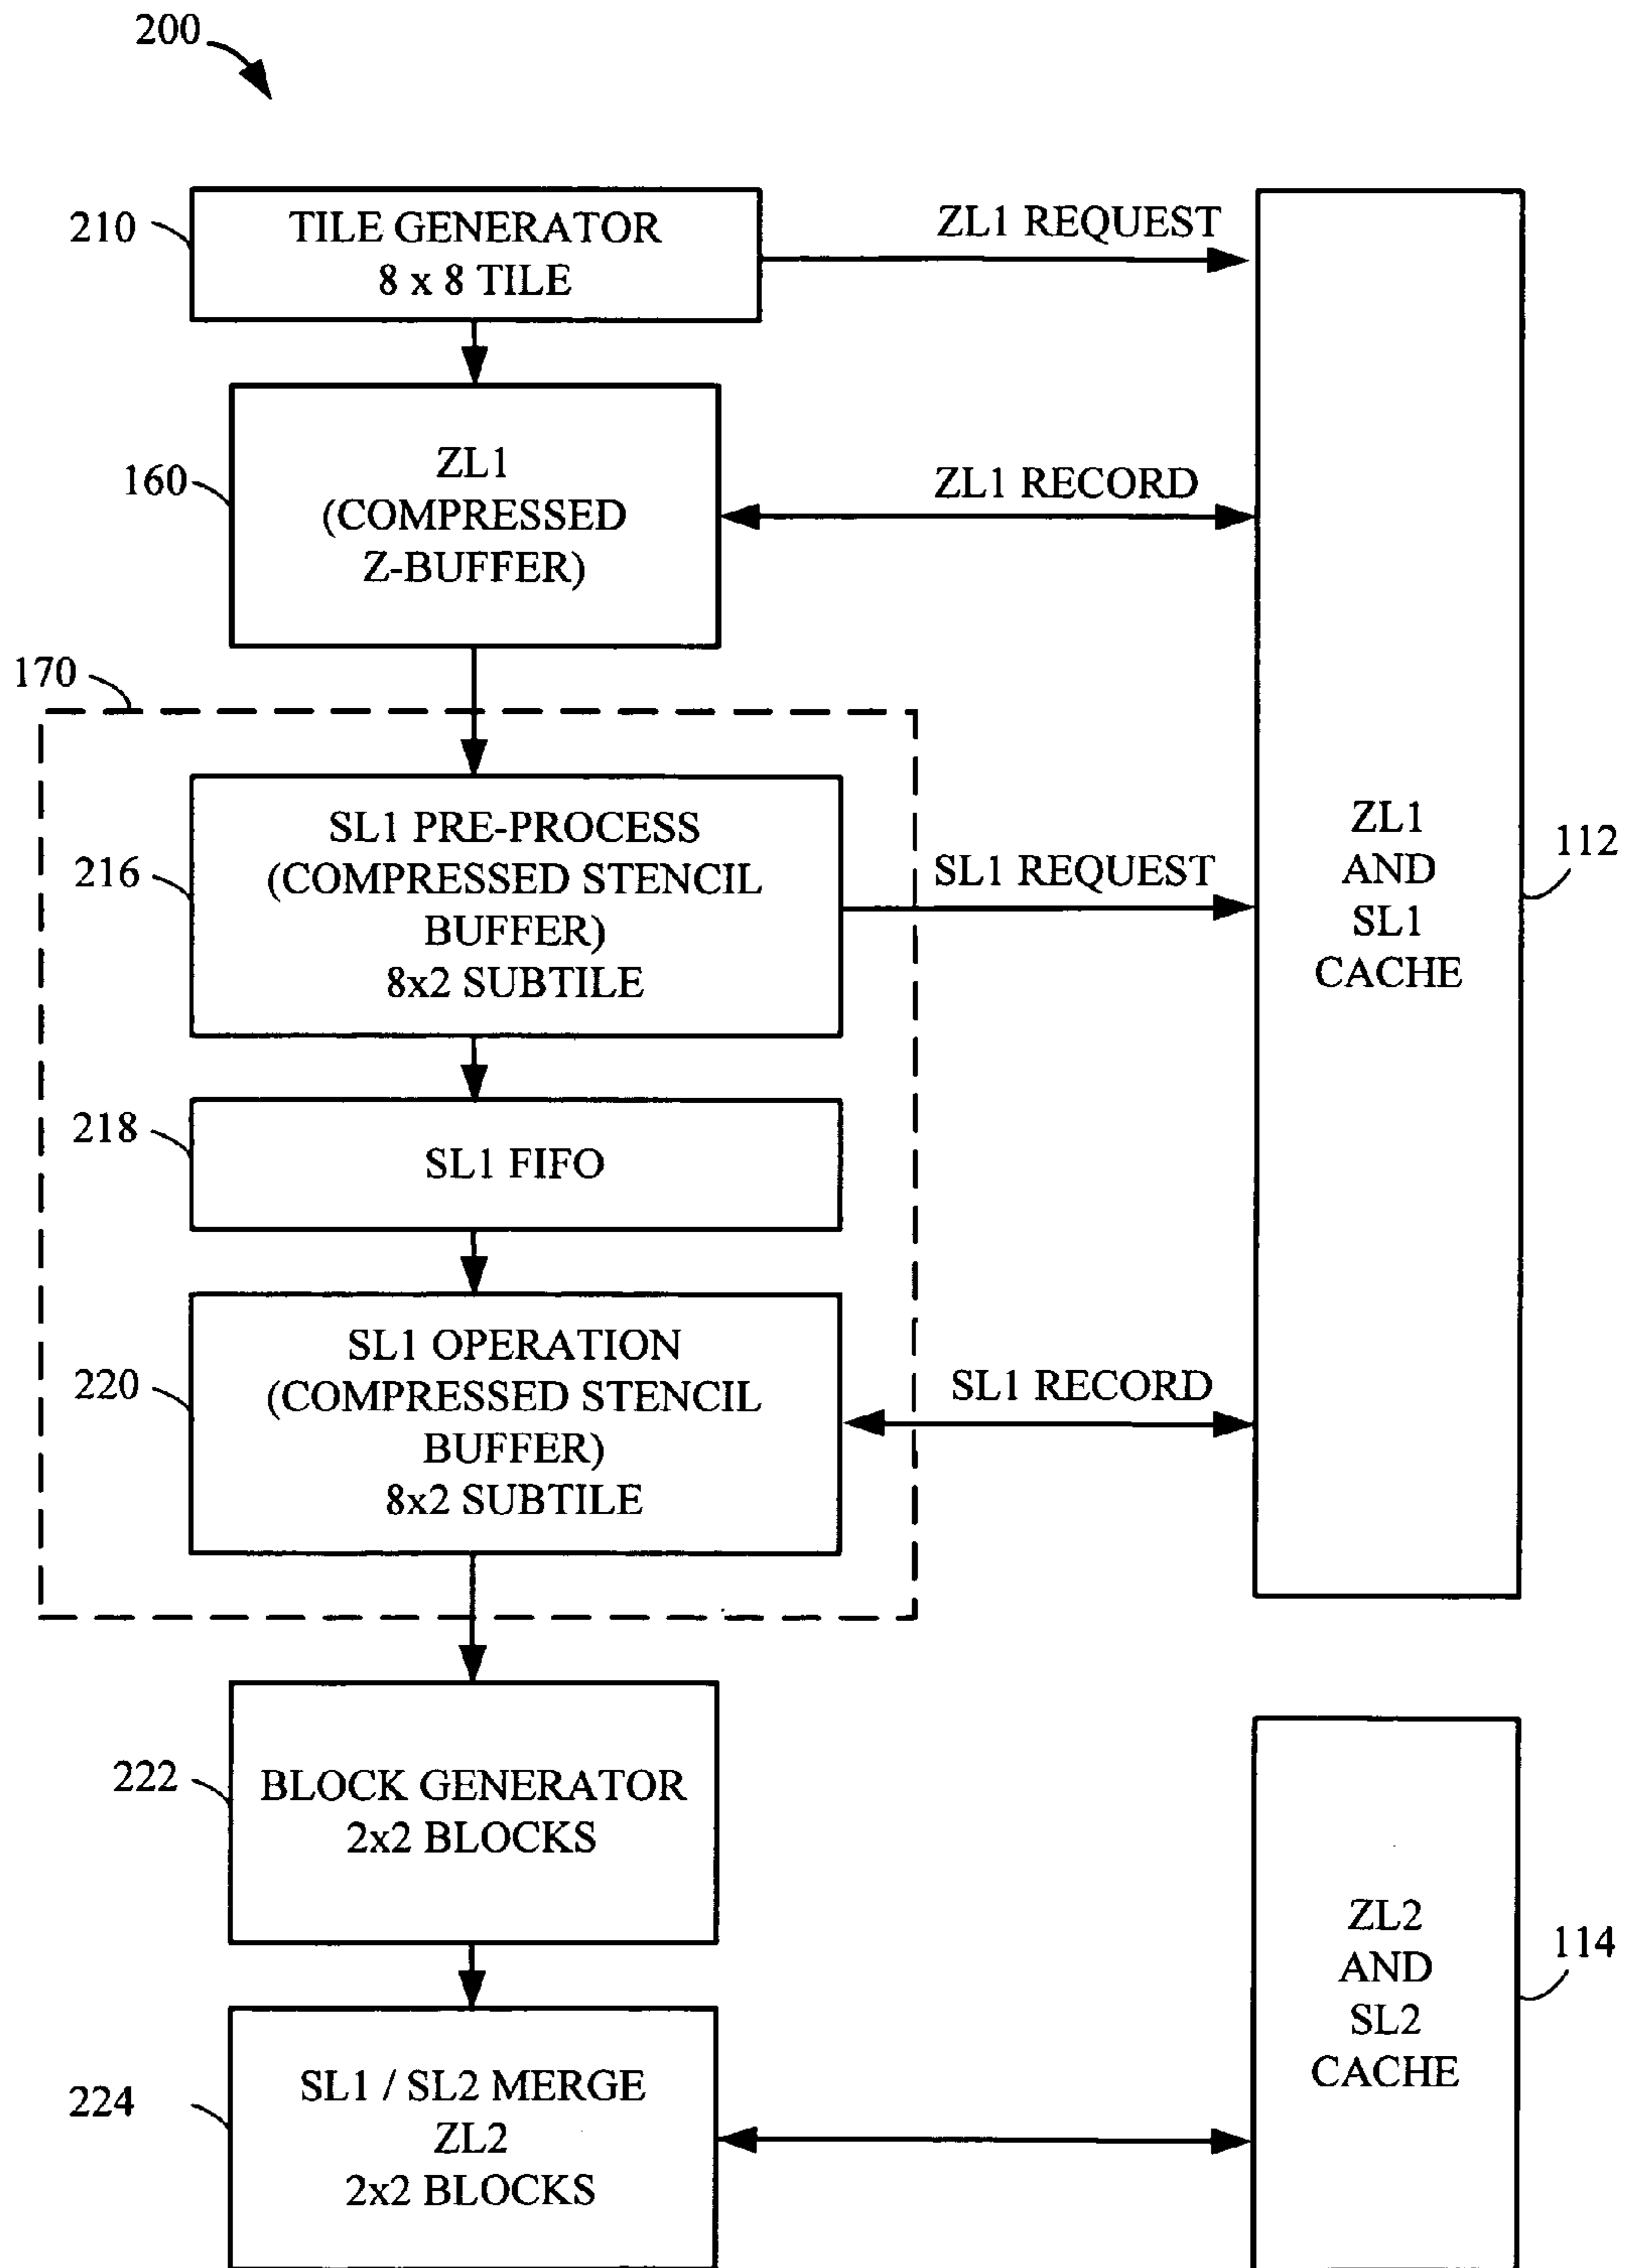 200
210
TILE GENERATOR
8 x 8 TILE
ZL1 REQUEST
160
ZL1
(COMPRESSED
Z-BUFFER)
ZL1 RECORD
170
216
SL1 PRE-PROCESS
(COMPRESSED STENCIL
BUFFER)
8x2 SUBTILE
SL1 REQUEST
ZL1
AND
SL1
CACHE
112
218
SL1 FIFO
220
SL1 OPERATION
(COMPRESSED STENCIL
BUFFER)
8x2 SUBTILE
SL1 RECORD
222
BLOCK GENERATOR
2x2 BLOCKS
224
SL1 / SL2 MERGE
ZL2
2x2 BLOCKS
ZL2
AND
SL2
CACHE
114